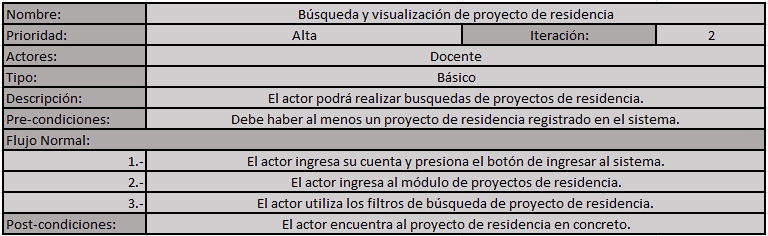 Nombre: Búsqueda y visualización de proyecto de residencia
Prioridad: Alta Iteración: 2
Actores: Docente
Tipo: Básico
Descripción: El actor podrá realizar busquedas de proyectos de residencia.
Pre-condiciones: Debe haber al menos un proyecto de residencia registrado en el sistema.
Flujo Normal:
1.- El actor ingresa su cuenta y presiona el botón de ingresar al sistema.
2.- El actor ingresa al módulo de proyectos de residencia.
3.- El actor utiliza los filtros de búsqueda de proyecto de residencia.
Post-condiciones: El actor encuentra al proyecto de residencia en concreto.